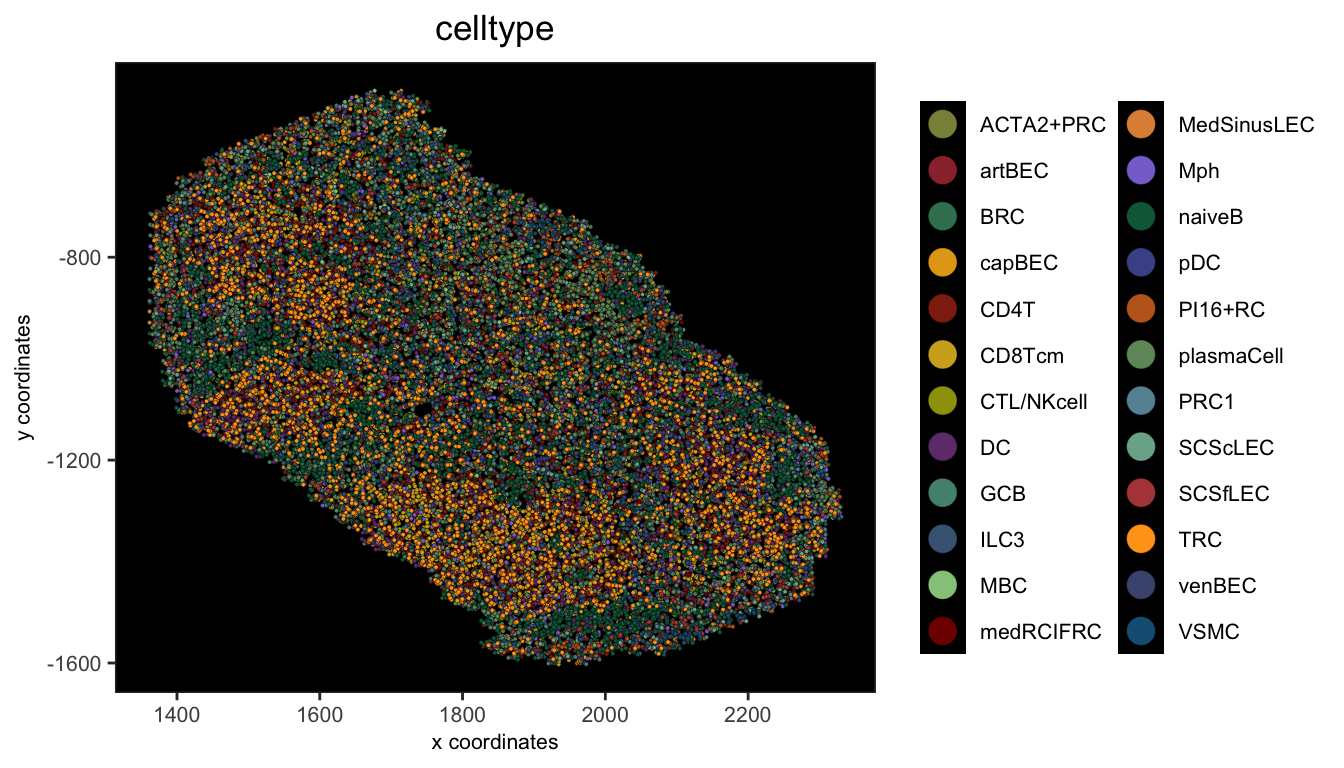 celltype
-800
-1200
-1600
y coordinates
1400
1600
1800
2000
2200
x coordinates
ACTA2+PRC
artBEC
BRC
capBEC
CD4T
CD8Tcm
CTL/NKcell
DC
GCB
ILC3
MBC
medRCIFRC
MedSinusLEC
Mph
naiveB
pDC
PI16+RC
plasmaCell
PRC1
SCScLEC
SCSfLEC
TRC
venBEC
VSMC